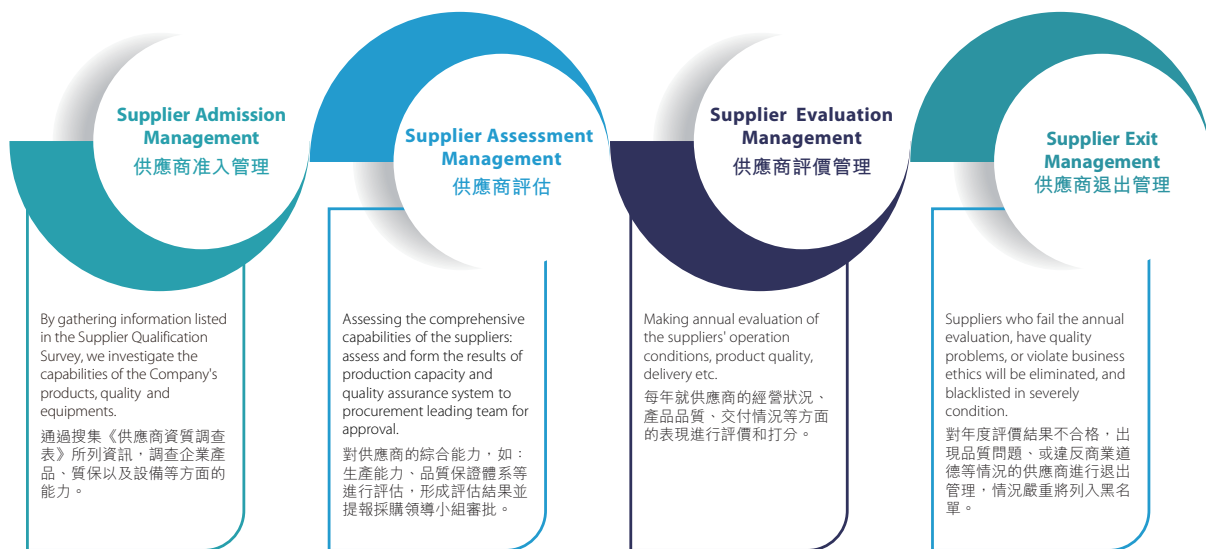 Supplier Admission
Management
供應商准入管理
By gathering information listed
in the Supplier Qualification
Survey, we investigate the
capabilities of the Company's
products, quality and
equipments.
通過搜集《供應商資質調查
表》所列資訊，調查企業產
品、質保以及設備等方面的
能力。
Supplier Assessment
Management
供應商評估
Assessing the comprehensive
capabilities of the suppliers:
assess and form the results of
production capacity and
quality assurance system to
procurement leading team for
approval.
對供應商的綜合能力，如：
生產能力、品質保證體系等
進行評估，形成評估結果並
提報採購領導小組審批。
Supplier Evaluation
Management
供應商評價管理
Making annual evaluation of
the suppliers' operation
conditions, product quality,
delivery etc.
每年就供應商的經營狀況、
產品品質、交付情況等方面
的表現進行評價和打分。
Supplier Exit
Management
供應商退出管理
Suppliers who fail the annual
evaluation, have quality
problems, or violate business
ethics will be eliminated, and
blacklisted in severely
condition.
對年度評價結果不合格，出
現品質問題、或違反商業道
德等情況的供應商進行退出
管理，情況嚴重將列入黑名
單。